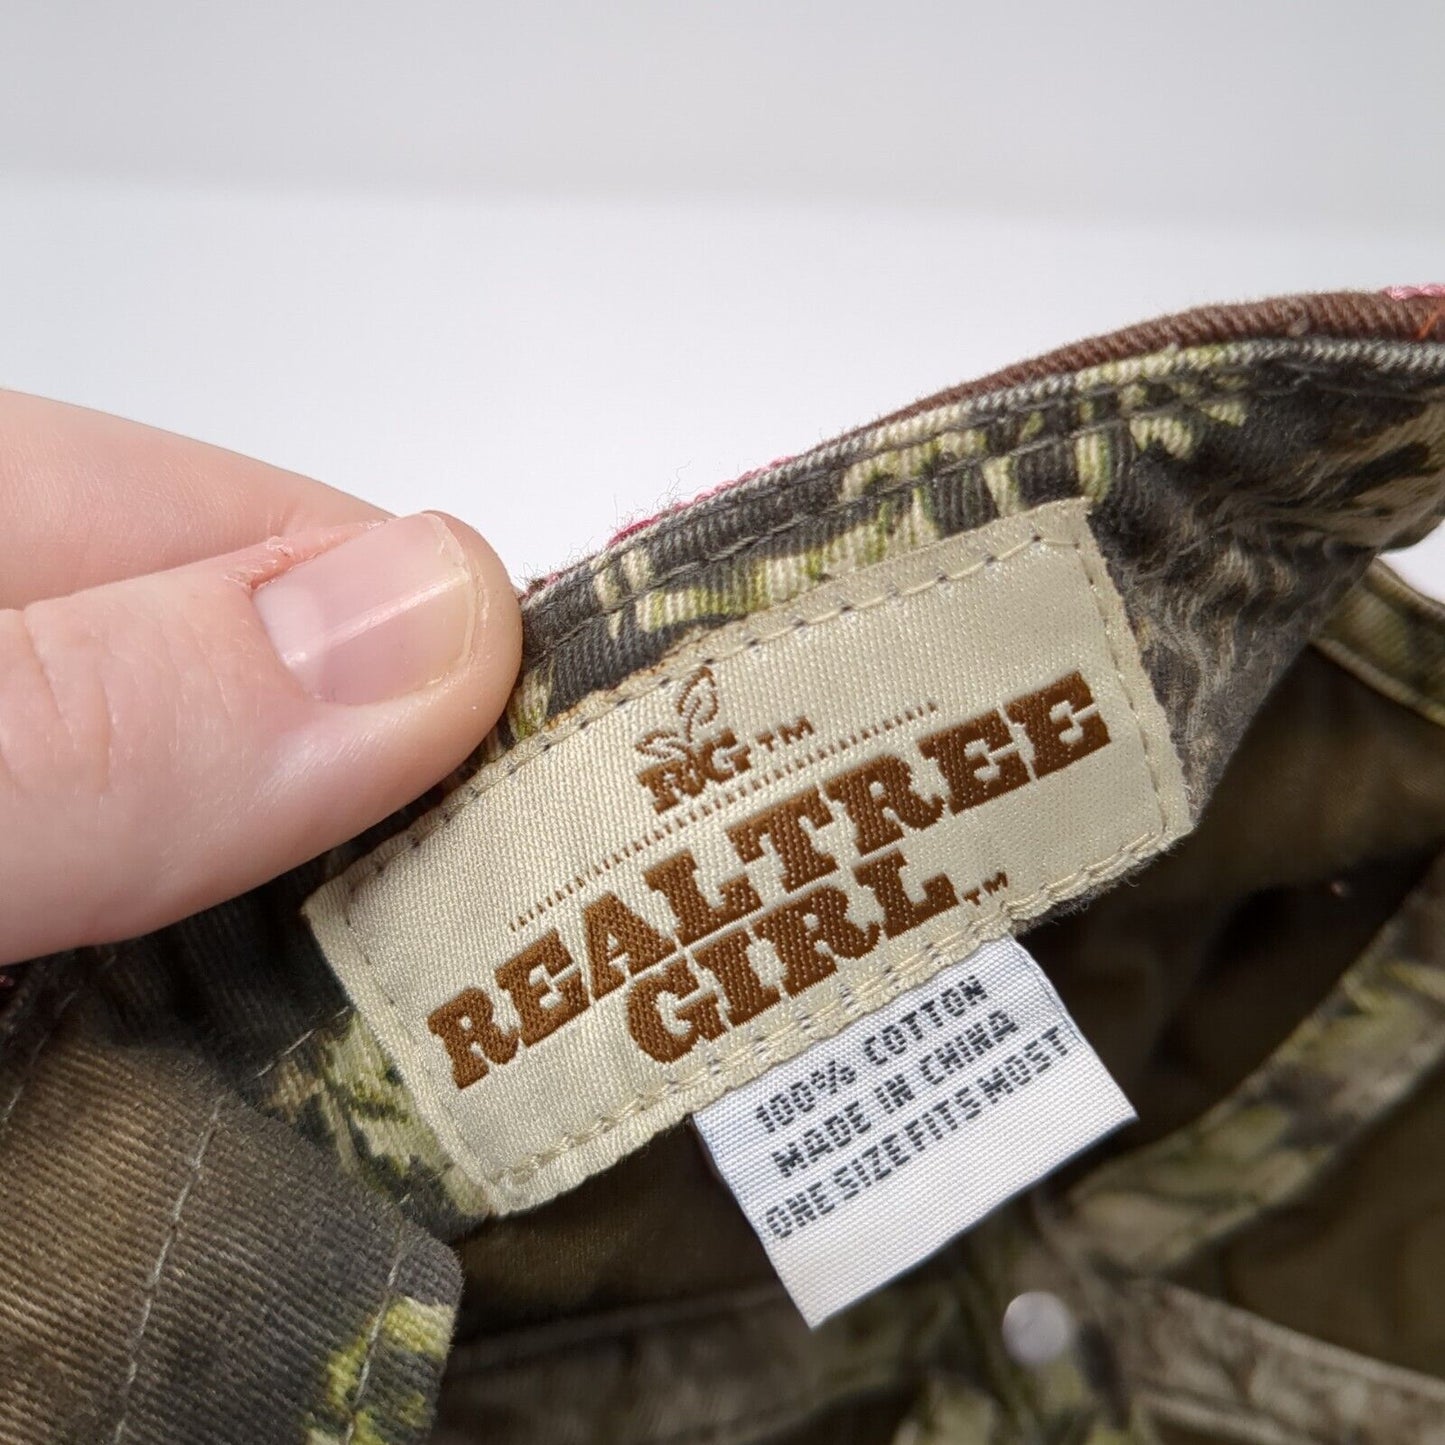 RG™
REALTREE
GIRL™
100% COTTON
MADE IN CHINA
ONE SIZE FITS MOST